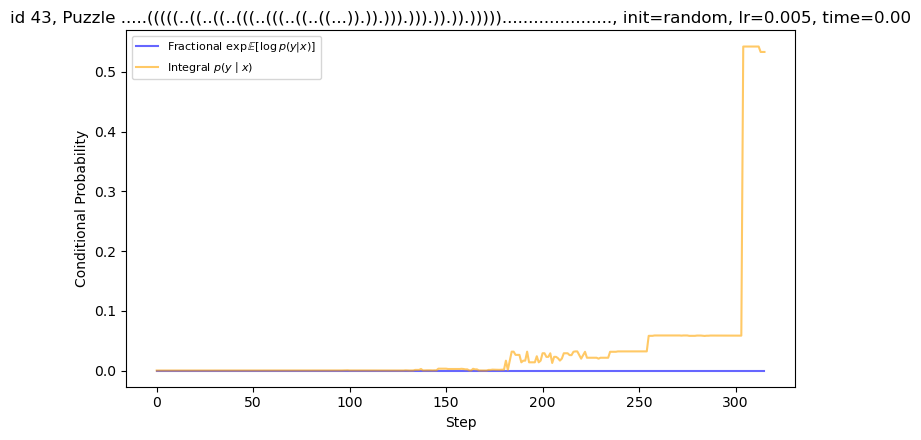 id 43, Puzzle .....(((((..((..((..(((..(((..((..((...)).)).))).))).)).)).)))))....................., init=random, lr=0.005, time=0.00
Fractional exp𝔼[log p(y|x)]
Integral p(y | x)
Conditional Probability
0.5
0.4
0.3
0.2
0.1
0.0
0 50 100 150 200 250 300
Step